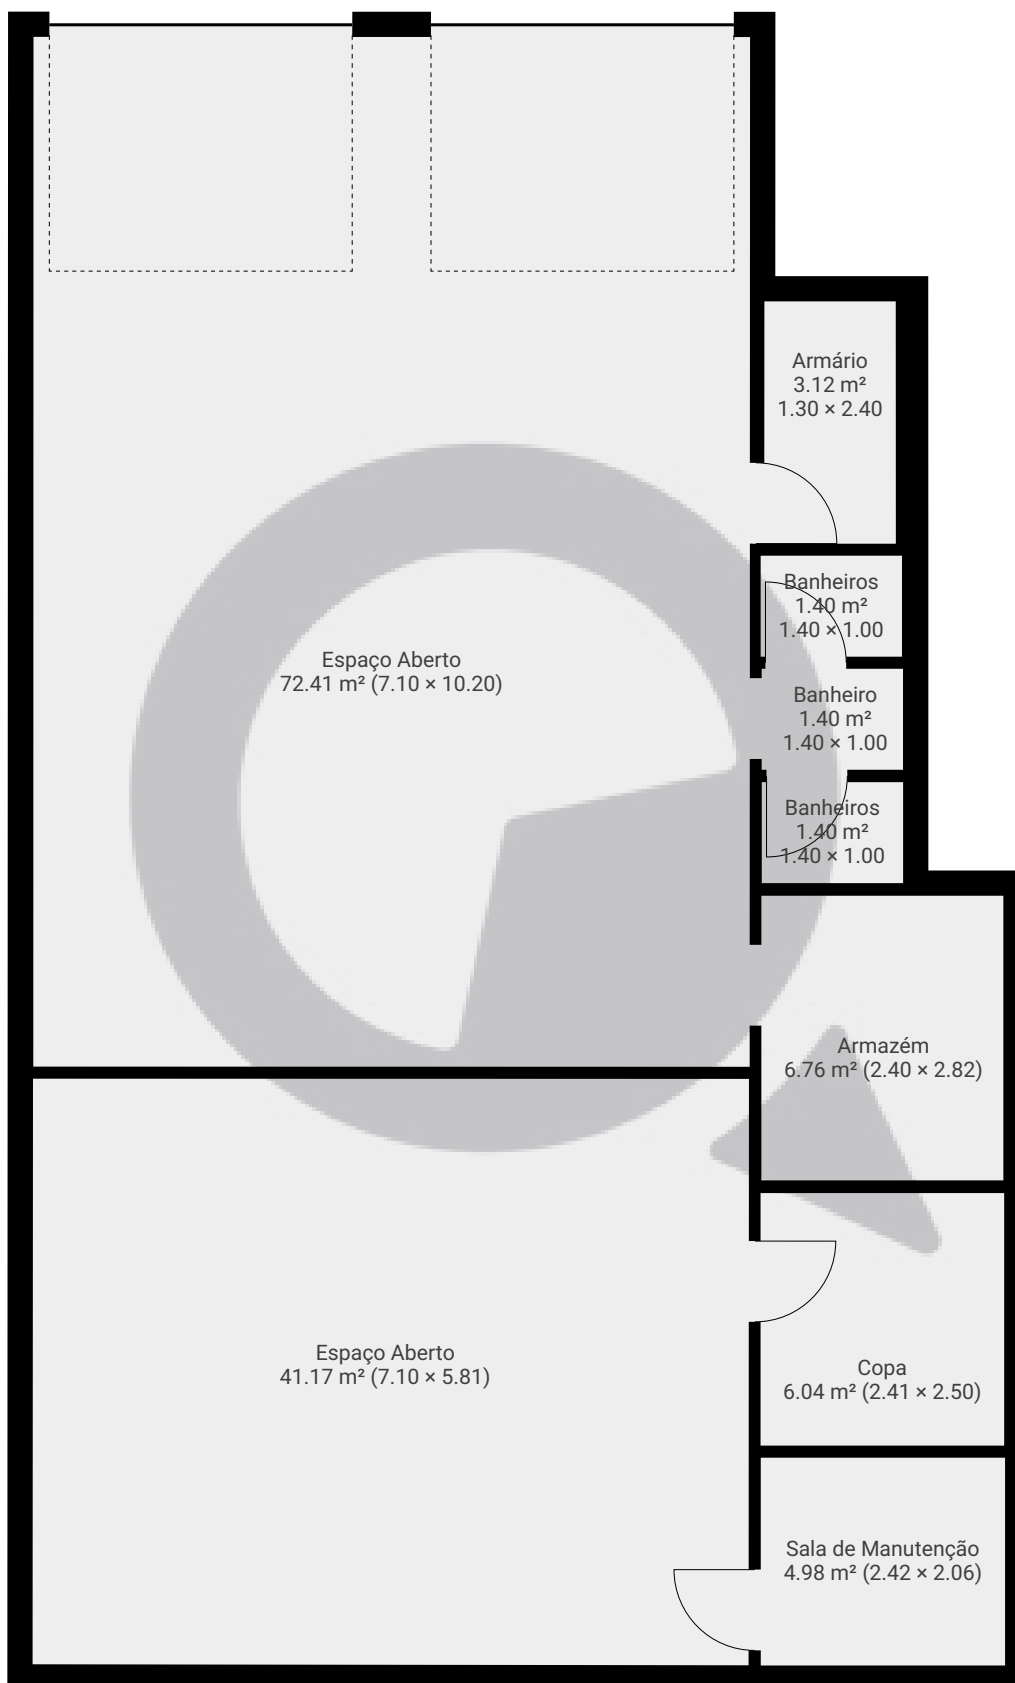 Armário
3.12 m²
1.30 × 2.40
Banheiros
1.40 m²
1.40 × 1.00
Espaço Aberto
72.41 m² (7.10 × 10.20)
Banheiro
1.40 m²
1.40 × 1.00
Banheiros
1.40 m²
1.40 × 1.00
Armazém
6.76 m² (2.40 × 2.82)
Espaço Aberto
41.17 m² (7.10 × 5.81)
Copa
6.04 m² (2.41 × 2.50)
Sala de Manutenção
4.98 m² (2.42 × 2.06)